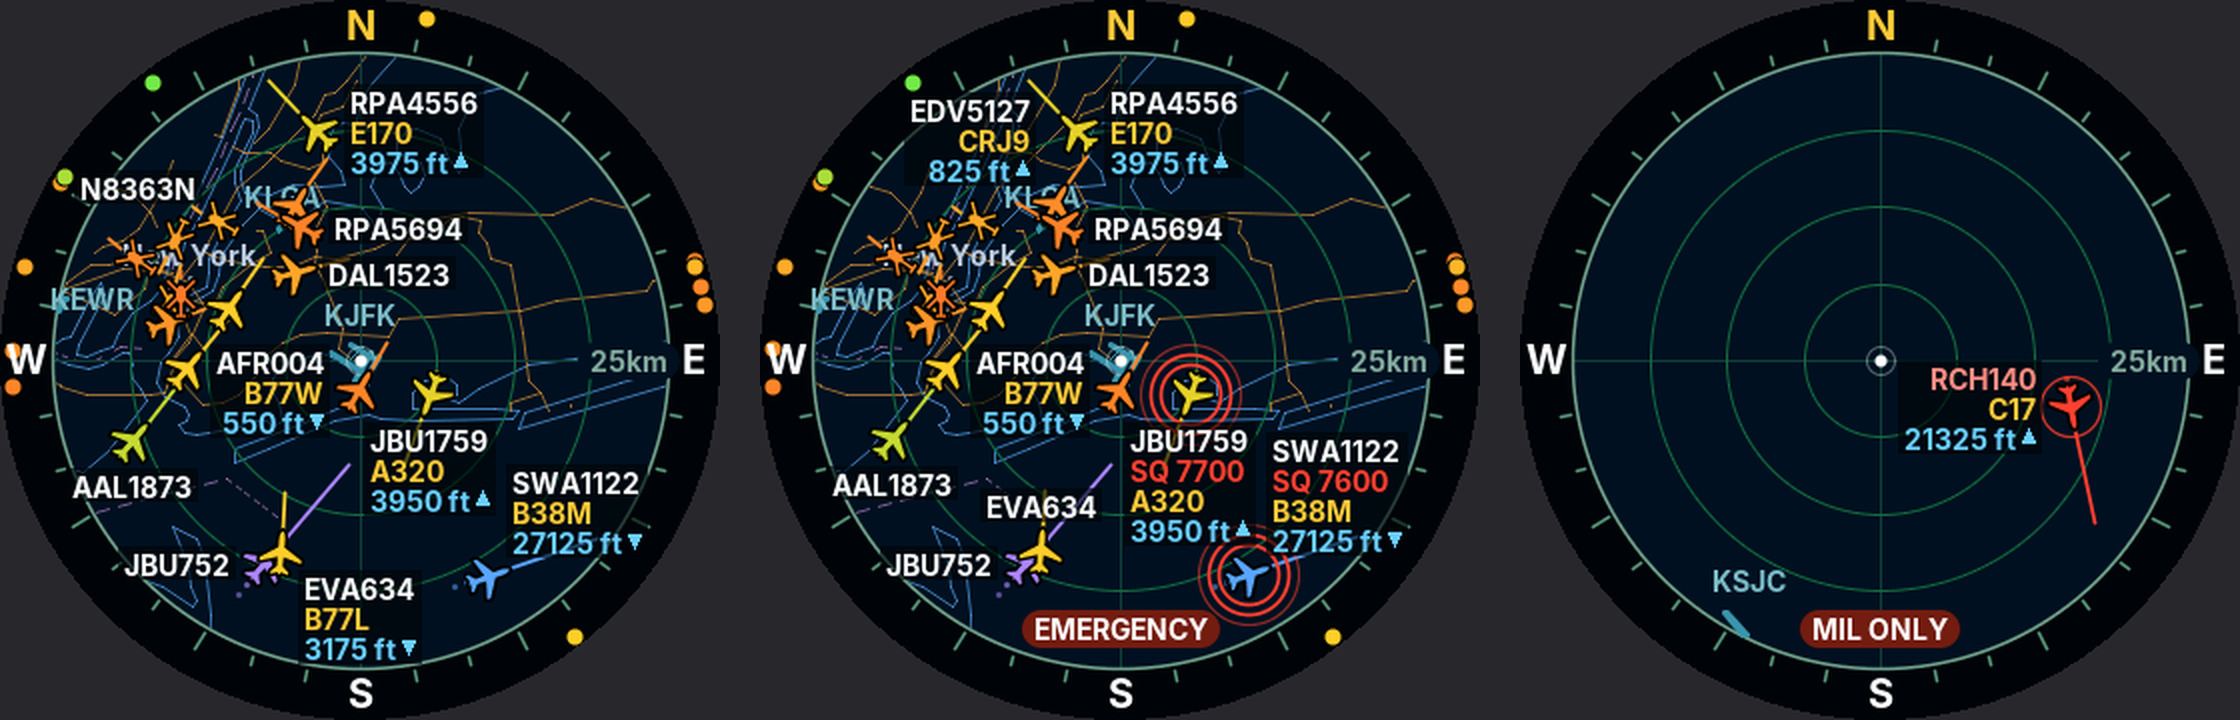 N
RPA4556
E170
3975 ft▲
N8363N
KLGA
RPA5694
York
DAL1523
KEWR
KJFK
W
AFR004
B77W
550 ft▼
25km
E
JBU1759
A320
3950 ft▲
AAL1873
SWA1122
B38M
27125 ft▼
JBU752
EVA634
B77L
3175 ft▼
S
N
EDV5127
CRJ9
825 ft▲
RPA4556
E170
3975 ft▲
KLGA
RPA5694
York
DAL1523
KEWR
KJFK
W
AFR004
B77W
550 ft▼
25km
E
JBU1759
SQ 7700
A320
3950 ft▲
SWA1122
SQ 7600
B38M
27125 ft▼
AAL1873
EVA634
JBU752
EMERGENCY
S
N
W
25km
E
RCH140
C17
21325 ft▲
KSJC
MIL ONLY
S